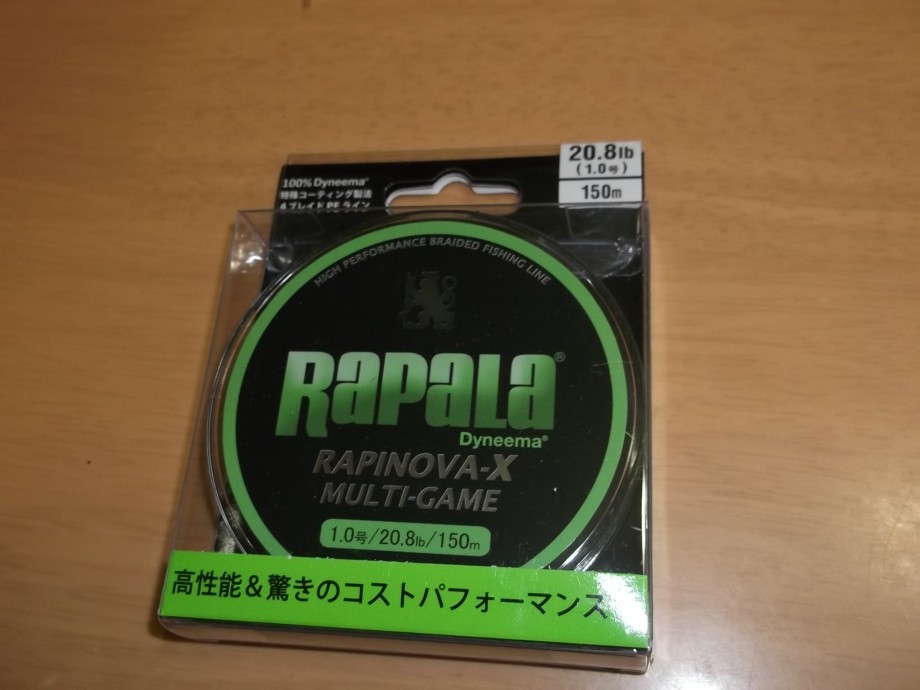 20.8lb
(1.0号)
150m
100% Dyneema®
特殊コーティング製法
4ブレイド PE ライン
HIGH PERFORMANCE BRAIDED FISHING LINE
RAPALA®
Dyneema®
RAPINOVA-X
MULTI-GAME
1.0号/20.8lb/150m
高性能&驚きのコストパフォーマンス